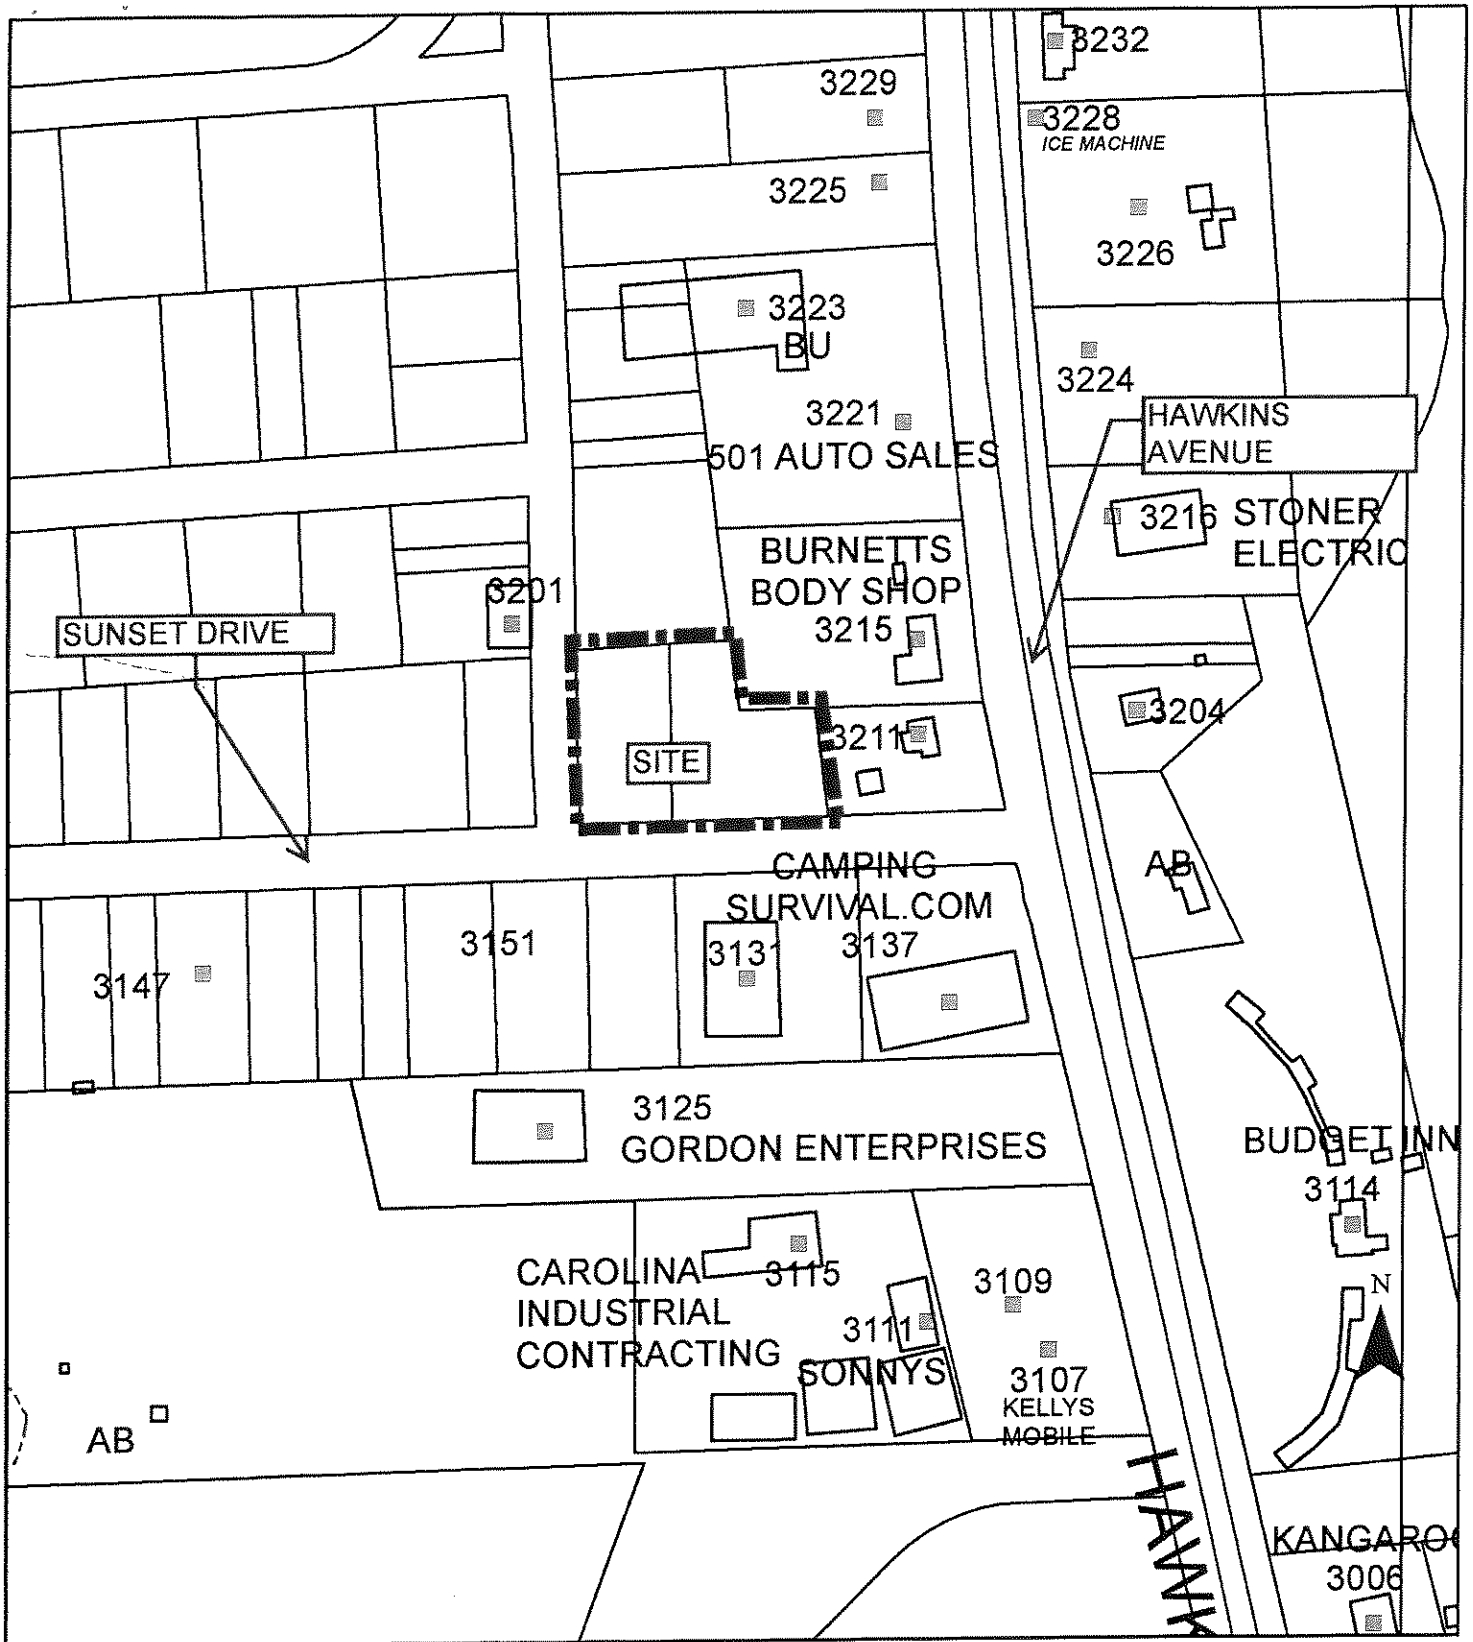 3232
3229
3228
ICE MACHINE
3225
3226
3223
BU
3224
3221
501 AUTO SALES
HAWKINS
AVENUE
3216
STONER
ELECTRIC
BURNETTS
BODY SHOP
3215
3201
SUNSET DRIVE
3204
3211
SITE
CAMPING
SURVIVAL.COM
AB
3151
3131
3137
3147
3125
GORDON ENTERPRISES
BUDGET INN
3114
CAROLINA
INDUSTRIAL
CONTRACTING
3115
3109
N
3111
SONNYS
3107
KELLYS
MOBILE
AB
HAWK
KANGAROO
3006